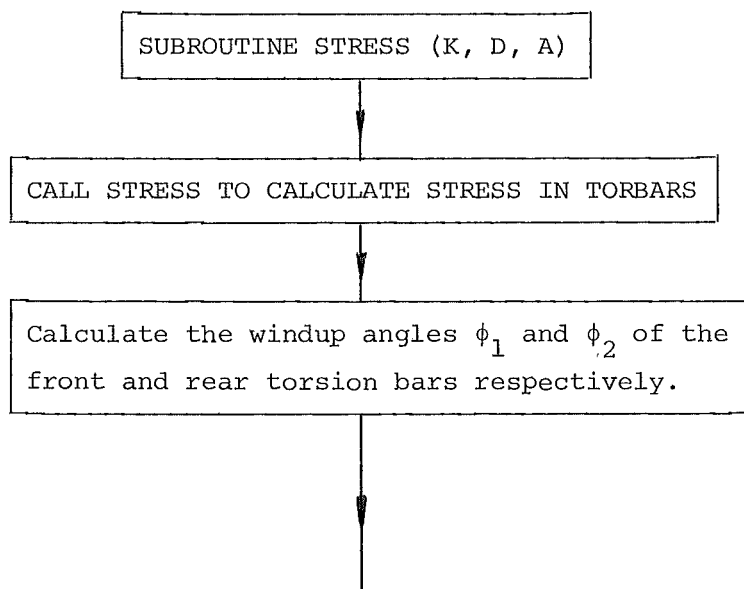 SUBROUTINE STRESS (K, D, A)
CALL STRESS TO CALCULATE STRESS IN TORBARS
Calculate the windup angles ϕ1 and ϕ2 of the
front and rear torsion bars respectively.